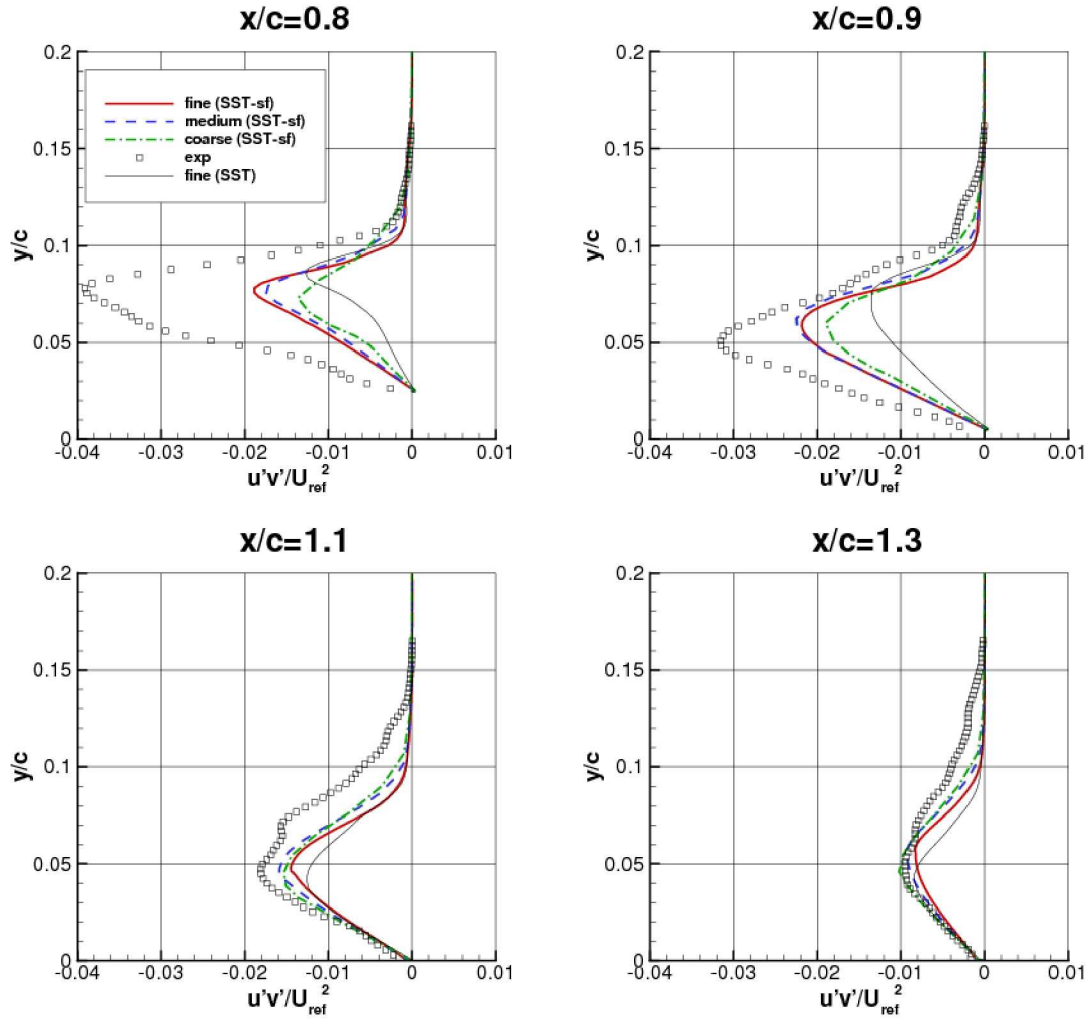 x/c=0.8
0.2
0.15
0.1
0.05
0
y/c
fine (SST-sf)
medium (SST-sf)
coarse (SST-sf)
exp
fine (SST)
-0.04 -0.03 -0.02 -0.01 0 0.01
u'v'/U_ref^2
x/c=0.9
0.2
0.15
0.1
0.05
0
y/c
-0.04 -0.03 -0.02 -0.01 0 0.01
u'v'/U_ref^2
x/c=1.1
0.2
0.15
0.1
0.05
0
y/c
-0.04 -0.03 -0.02 -0.01 0 0.01
u'v'/U_ref^2
x/c=1.3
0.2
0.15
0.1
0.05
0
y/c
-0.04 -0.03 -0.02 -0.01 0 0.01
u'v'/U_ref^2